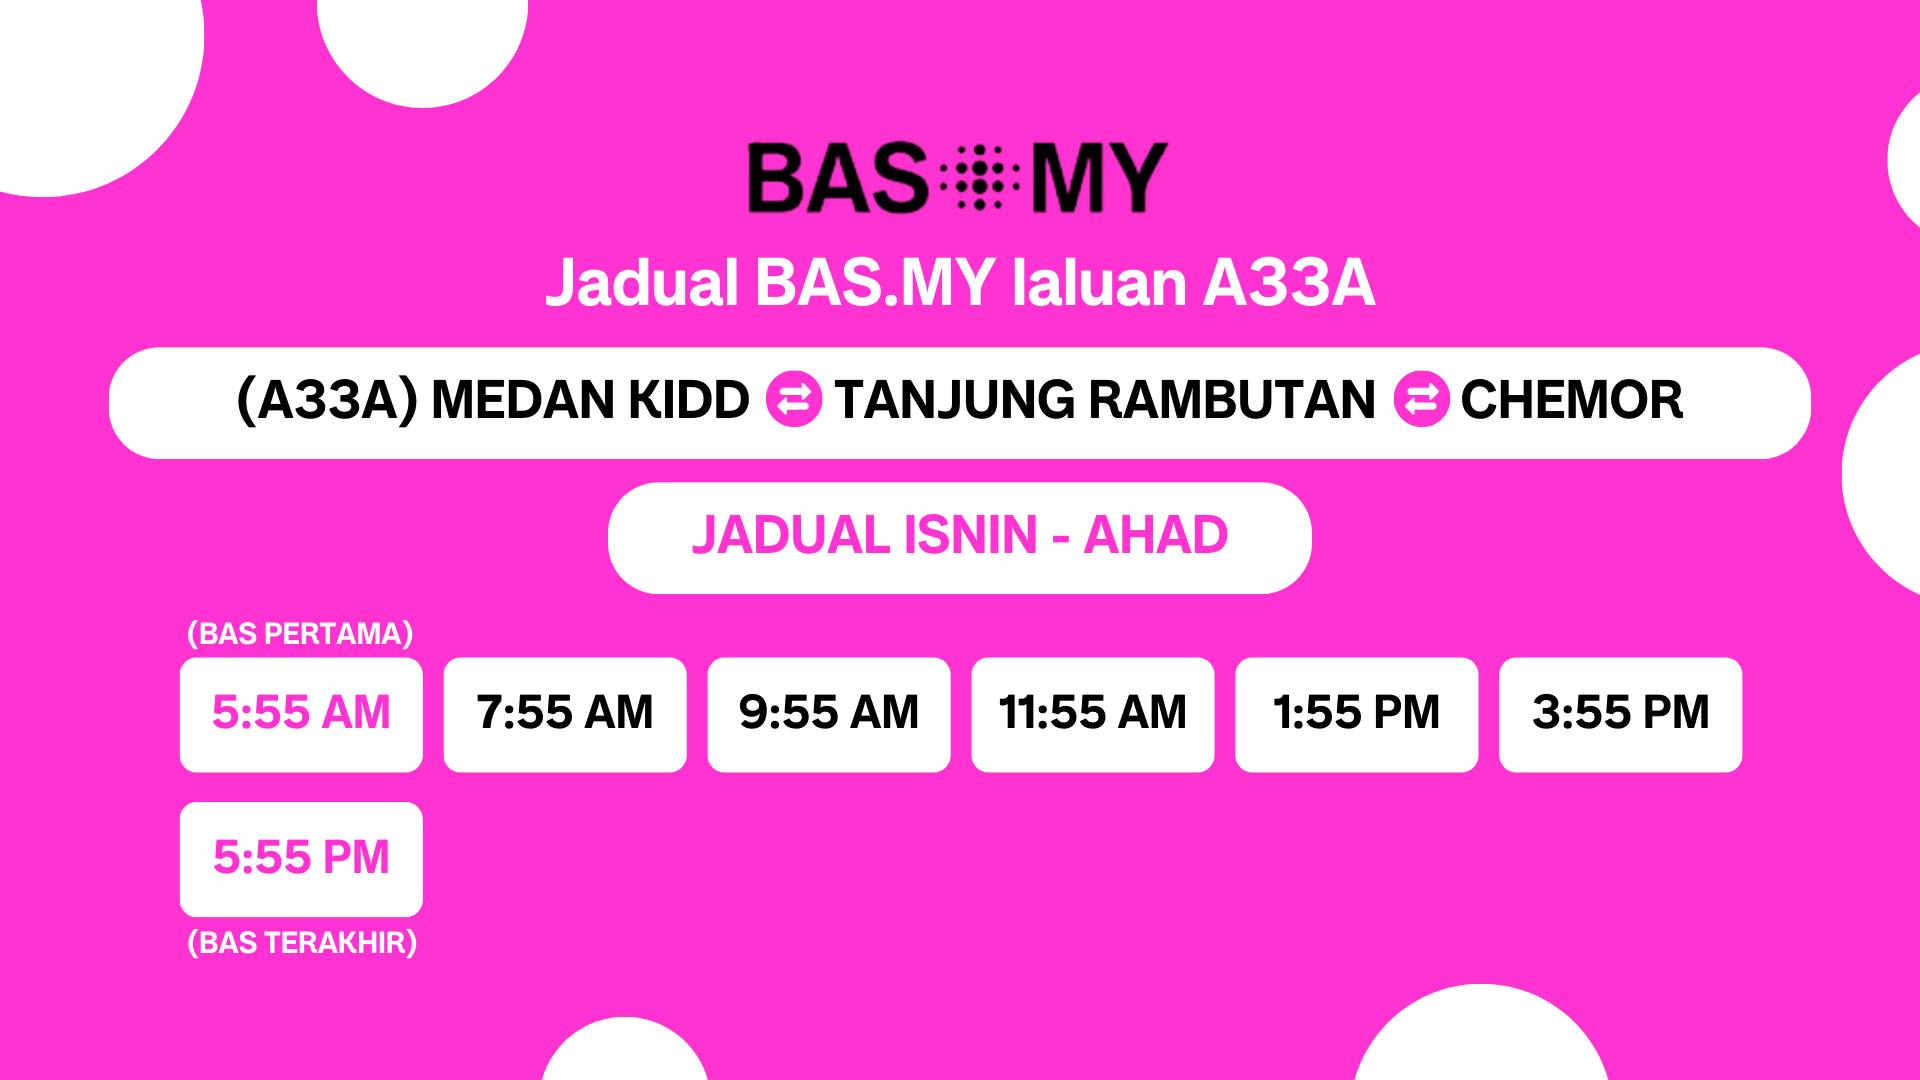 BAS MY
Jadual BAS.MY laluan A33A
(A33A) MEDAN KIDD TANJUNG RAMBUTAN CHEMOR
JADUAL ISNIN - AHAD
(BAS PERTAMA)
5:55 AM 7:55 AM 9:55 AM 11:55 AM 1:55 PM 3:55 PM
5:55 PM
(BAS TERAKHIR)